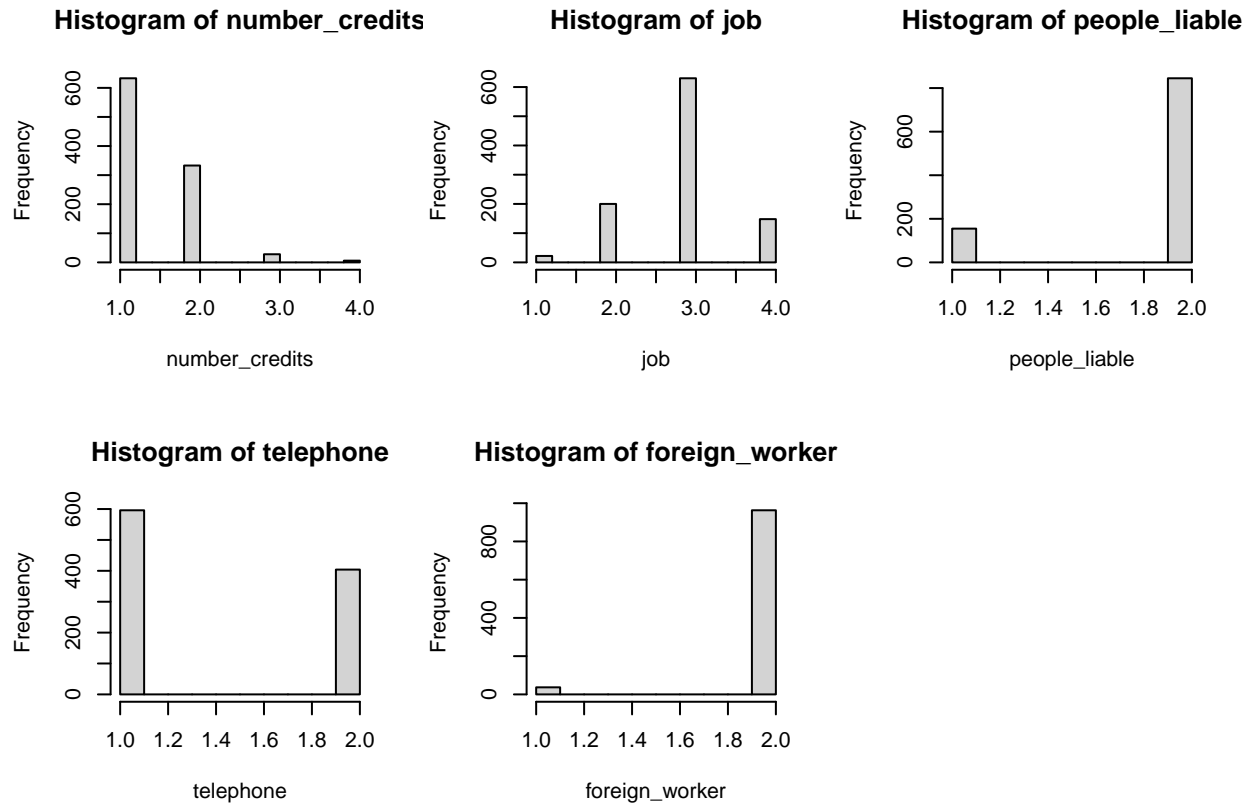 Histogram of number_credits
Frequency
0 200 400 600
1.0 2.0 3.0 4.0
number_credits
Histogram of job
Frequency
0 200 400 600
1.0 2.0 3.0 4.0
job
Histogram of people_liable
Frequency
0 200 600
1.0 1.2 1.4 1.6 1.8 2.0
people_liable
Histogram of telephone
Frequency
0 200 400 600
1.0 1.2 1.4 1.6 1.8 2.0
telephone
Histogram of foreign_worker
Frequency
0 400 800
1.0 1.2 1.4 1.6 1.8 2.0
foreign_worker